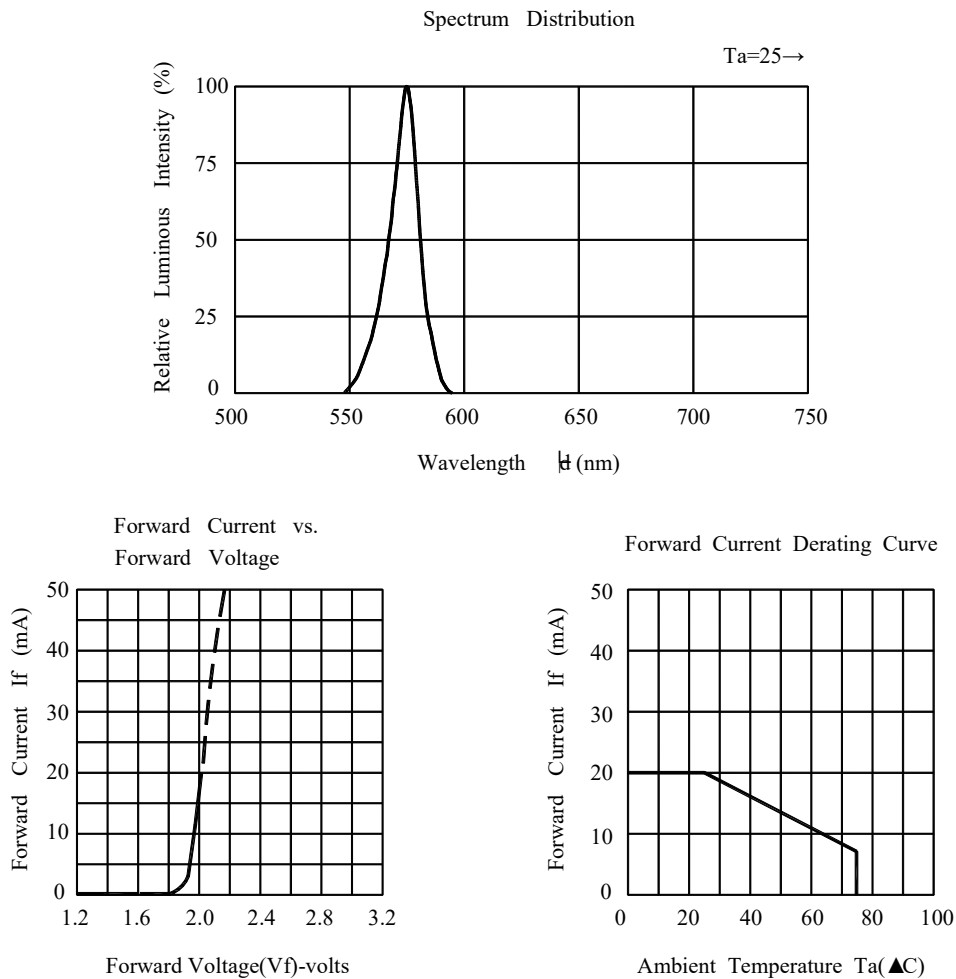 Spectrum Distribution
Ta=25→
Relative Luminous Intensity (%)
100
75
50
25
0
500 550 600 650 700 750
Wavelength (nm)
Forward Current vs.
Forward Voltage
Forward Current If (mA)
50
40
30
20
10
0
1.2 1.6 2.0 2.4 2.8 3.2
Forward Voltage(Vf)-volts
Forward Current Derating Curve
Forward Current If (mA)
50
40
30
20
10
0
0 20 40 60 80 100
Ambient Temperature Ta(▲C)